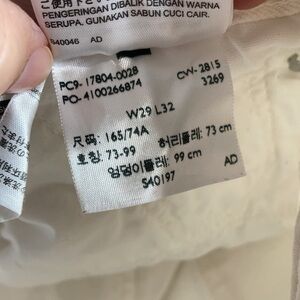 PENGERINGAN DIBALIK DENGAN WARNA
SERUPA. GUNAKAN SABUN CUCI CAIR.
S40046 AD
PC9-17804-0028 CW-2815
PO-4100266874 3269
W29 L32
尺码: 165/74A 허리둘레: 73 cm
호칭: 73-99 엉덩이둘레: 99 cm
S40197 AD